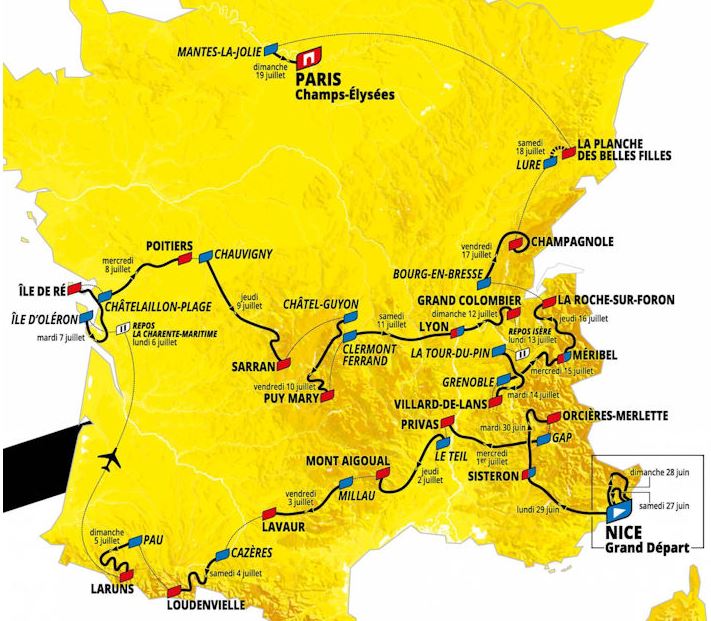 MANTES-LA-JOLIE
dimanche
19 juillet
PARIS
Champs-Élysées
samedi
18 juillet
LURE
LA PLANCHE
DES BELLES FILLES
POITIERS
CHAUVIGNY
mercredi
8 juillet
vendredi
17 juillet
CHAMPAGNOLE
BOURG-EN-BRESSE
ÎLE DE RÉ
CHÂTELAILLON-PLAGE
ÎLE D'OLÉRON
mardi 7 juillet
REPOS
LA CHARENTE-MARITIME
lundi 6 juillet
jeudi
9 juillet
CHÂTEL-GUYON
samedi
11 juillet
GRAND COLOMBIER
dimanche 12 juillet
LYON
LA ROCHE-SUR-FORON
jeudi 16 juillet
CLERMONT
FERRAND
LA TOUR-DU-PIN
REPOS ISÈRE
lundi 13 juillet
MÉRIBEL
mercredi 15 juillet
SARRAN
vendredi 10 juillet
PUY MARY
GRENOBLE
mardi 14 juillet
VILLARD-DE-LANS
PRIVAS
mardi 30 juin
ORCIÈRES-MERLETTE
GAP
LE TEIL
mercredi
1er juillet
MONT AIGOUAL
jeudi
2 juillet
SISTERON
vendredi
3 juillet
MILLAU
LAVAUR
lundi 29 juin
dimanche 28 juin
samedi 27 juin
NICE
Grand Départ
dimanche
5 juillet
PAU
CAZÈRES
samedi 4 juillet
LARUNS
LOUDENVIELLE